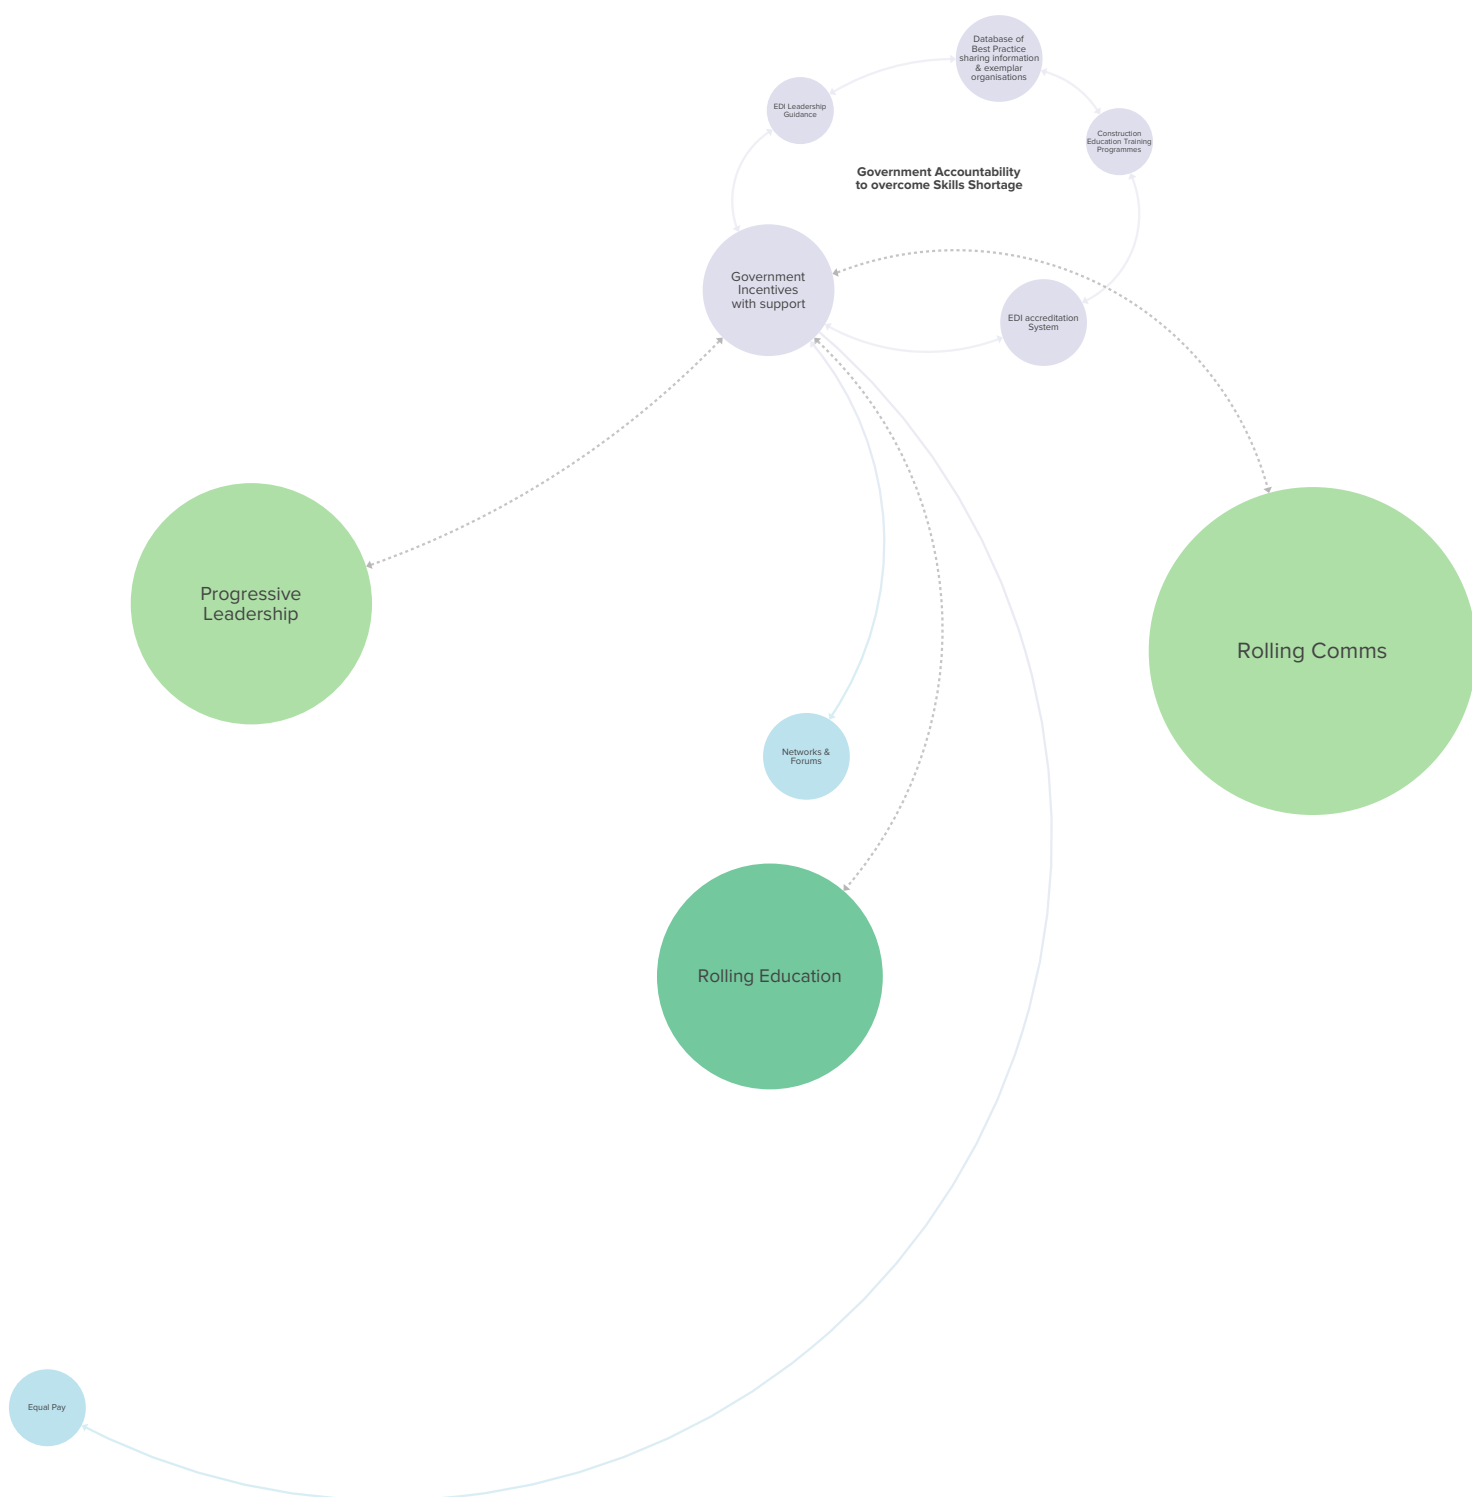 Database of
Best Practice
sharing information
& exemplar
organisations
EDI Leadership
Guidance
Construction
Education Training
Programmes
Government Accountability
to overcome Skills Shortage
Government
Incentives
with support
EDI accreditation
System
Progressive
Leadership
Rolling Comms
Networks &
Forums
Rolling Education
Equal Pay